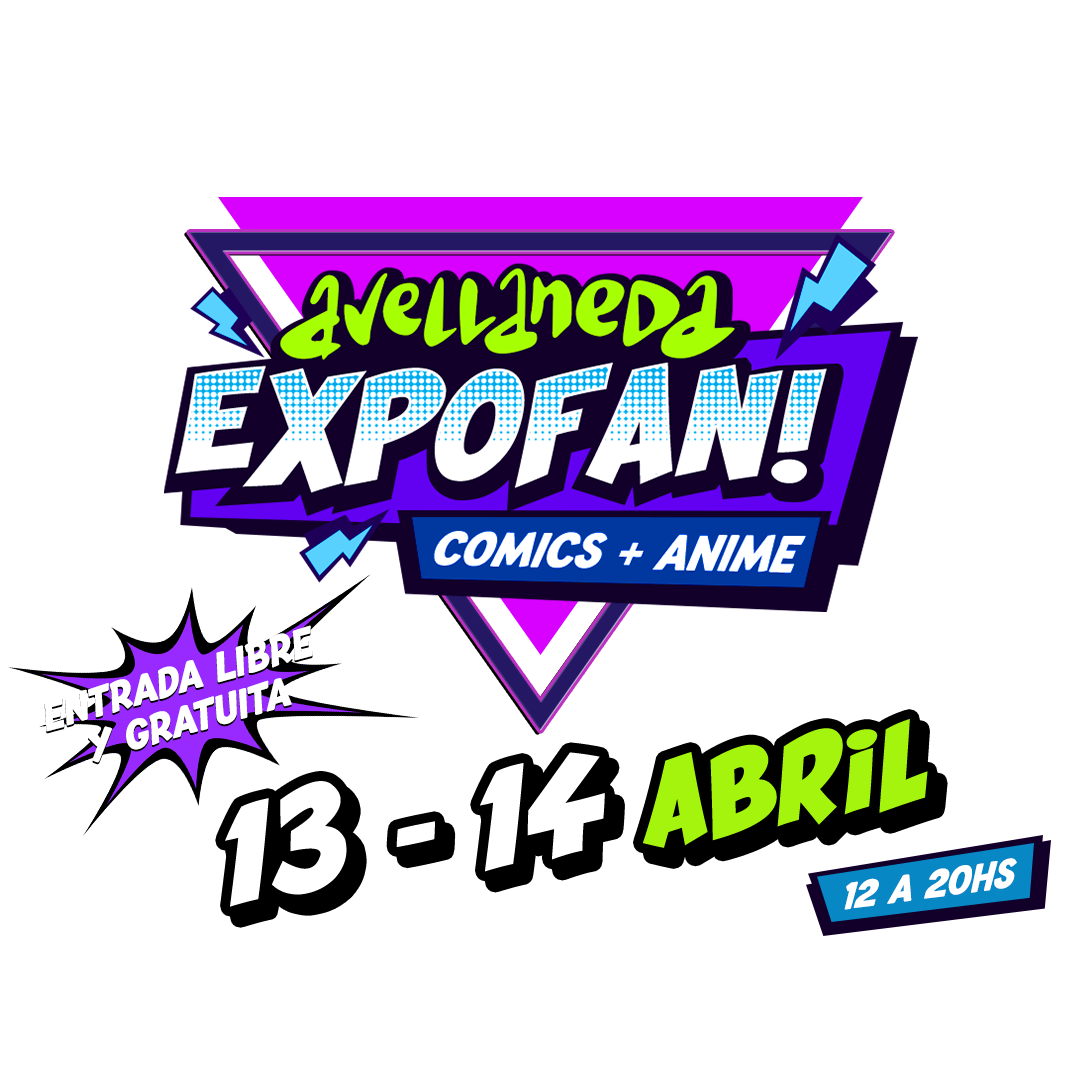 avellaneda
EXPOFAN!
COMICS + ANIME
ENTRADA LIBRE
Y GRATUITA
13 - 14 ABRiL
12 A 20HS